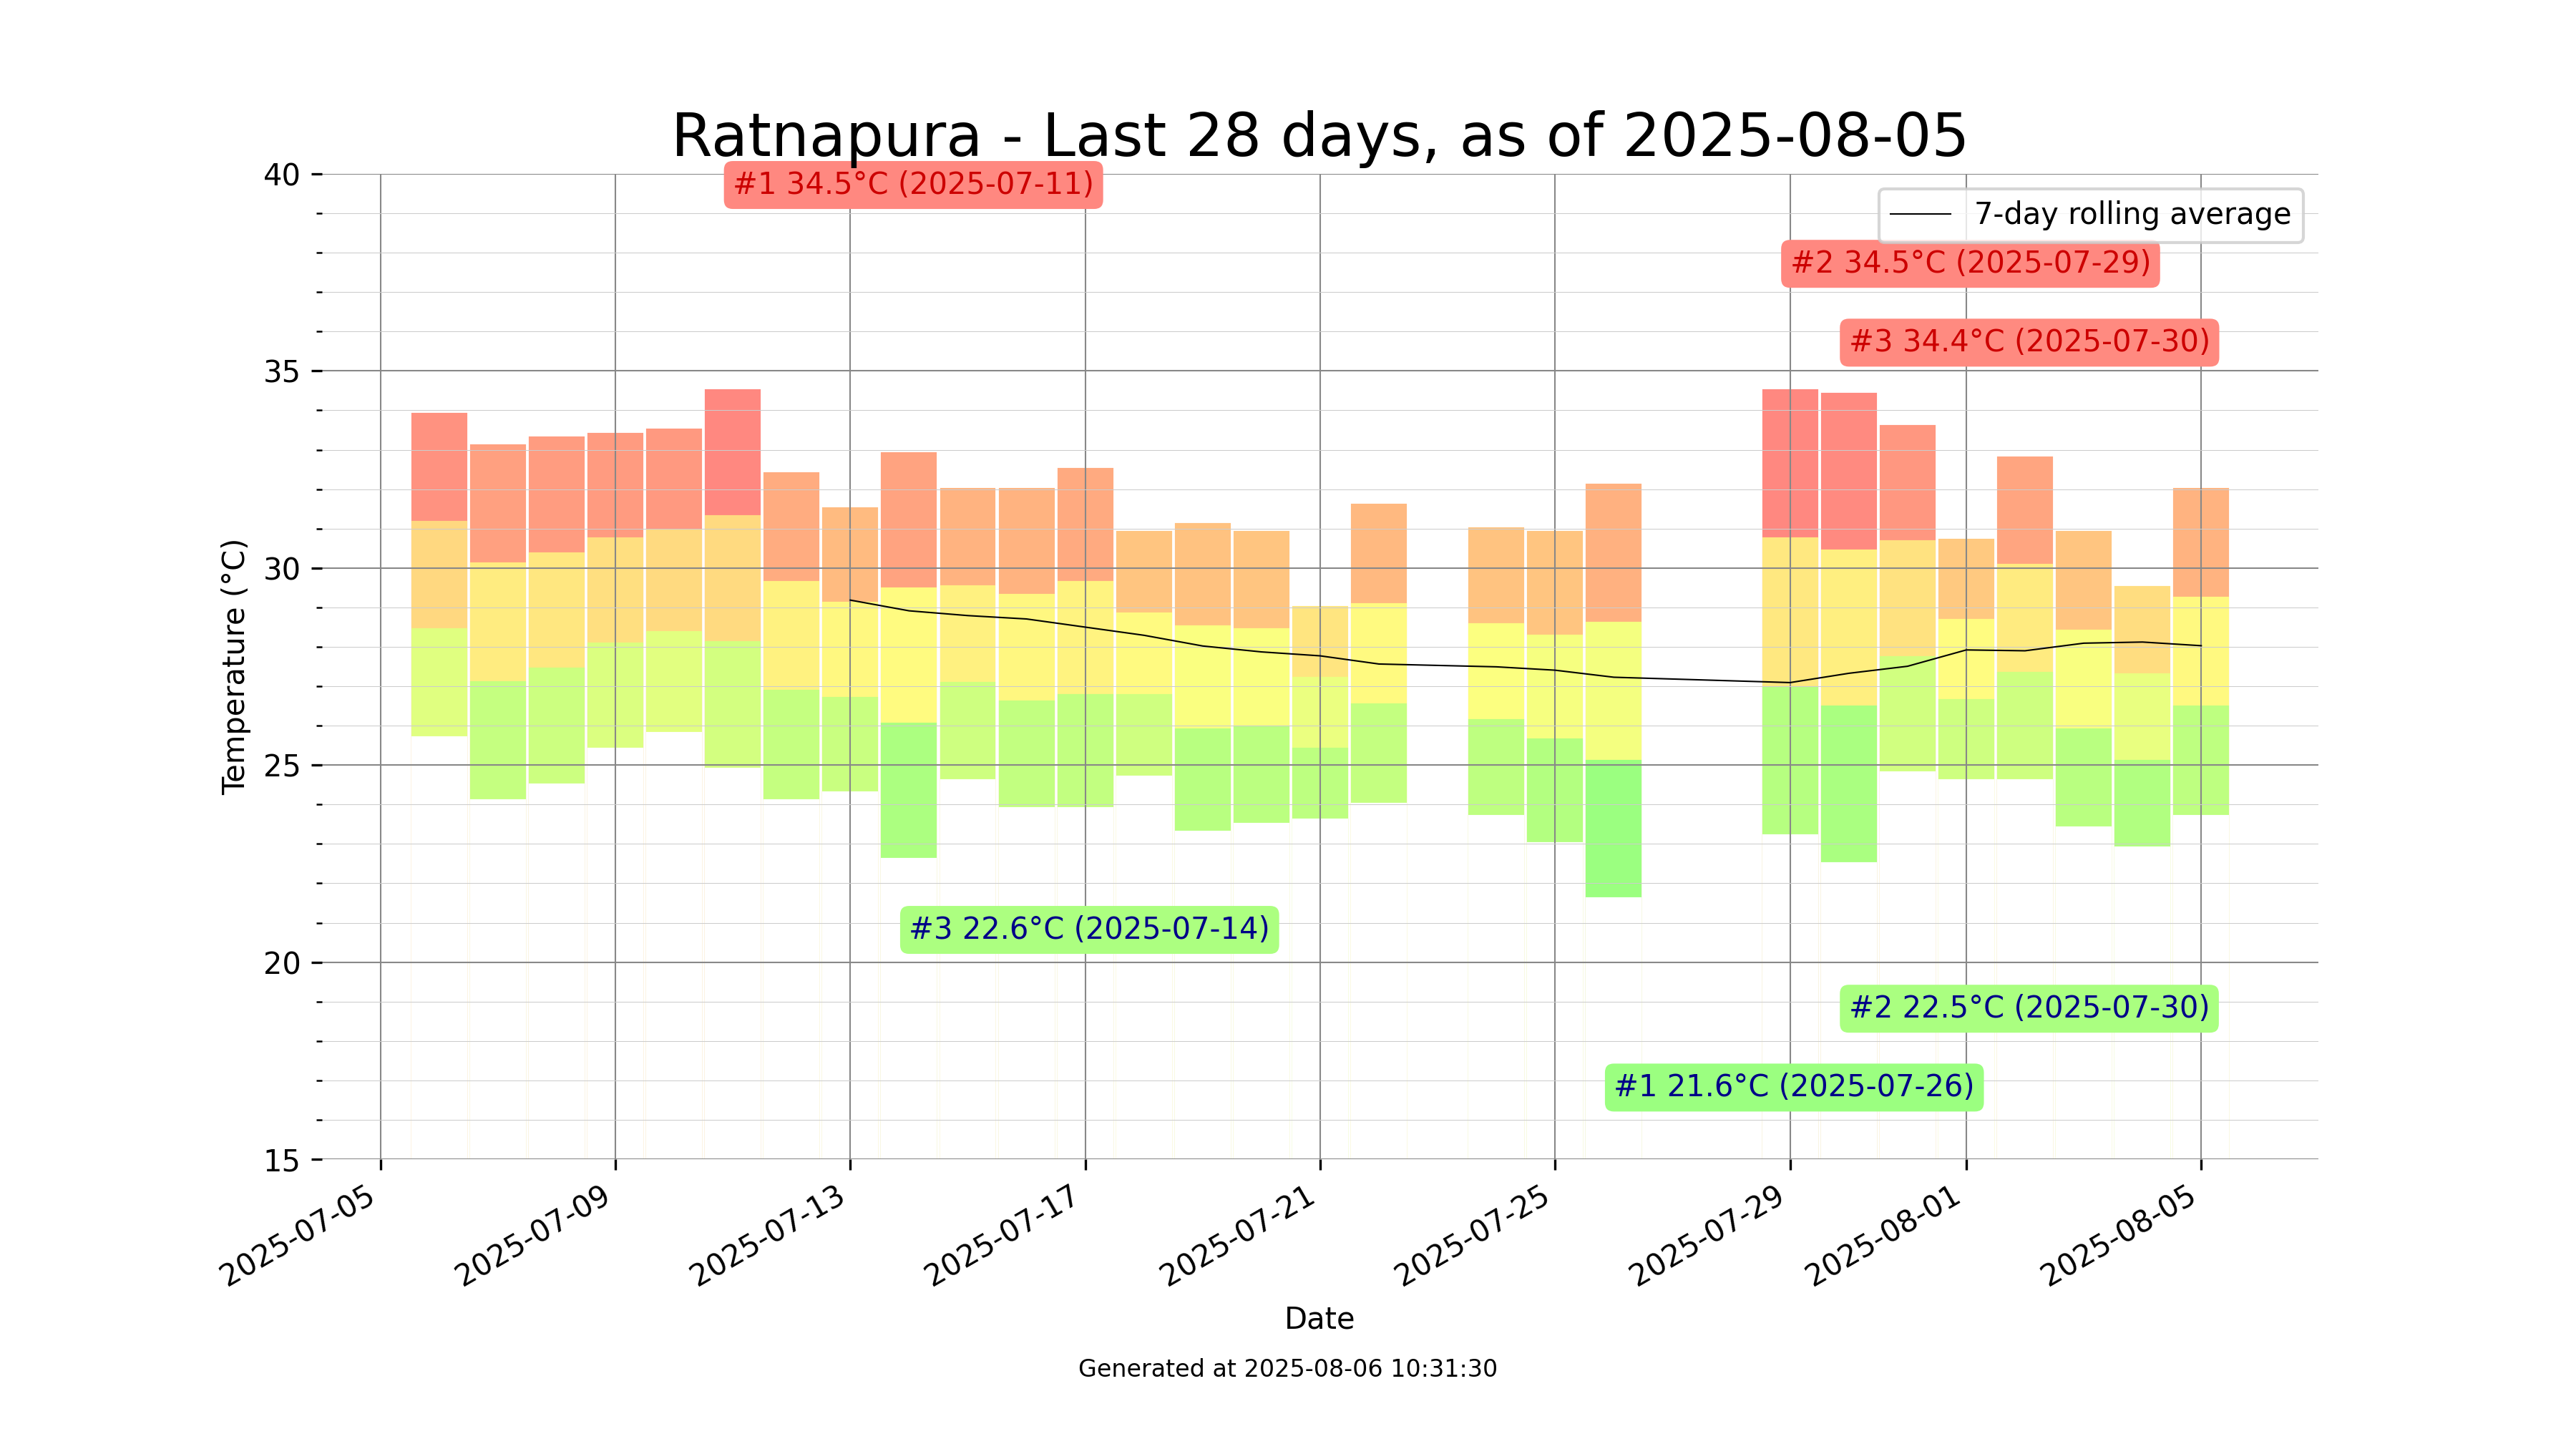 Ratnapura - Last 28 days, as of 2025-08-05
#1 34.5°C (2025-07-11)
7-day rolling average
#2 34.5°C (2025-07-29)
#3 34.4°C (2025-07-30)
#3 22.6°C (2025-07-14)
#2 22.5°C (2025-07-30)
#1 21.6°C (2025-07-26)
Temperature (°C)
40
35
30
25
20
15
2025-07-05
2025-07-09
2025-07-13
2025-07-17
2025-07-21
2025-07-25
2025-07-29
2025-08-01
2025-08-05
Date
Generated at 2025-08-06 10:31:30